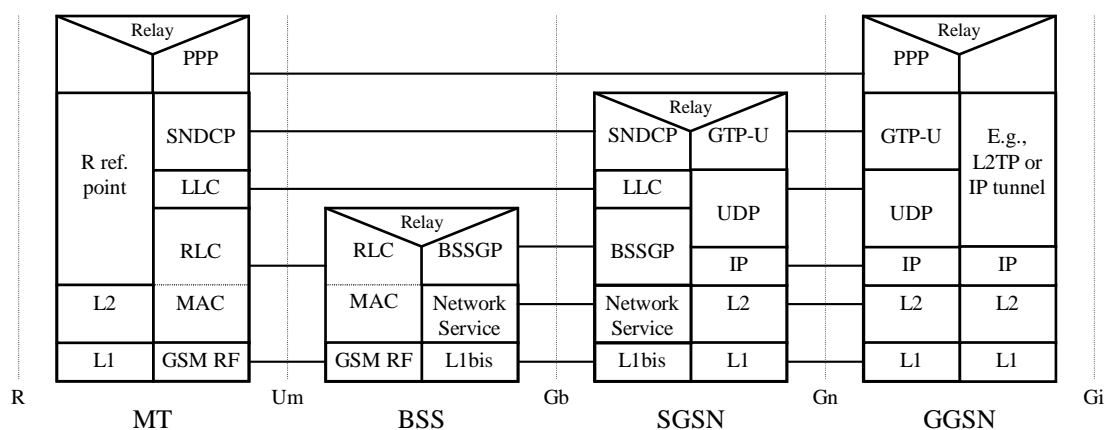 Relay
PPP
SNDCP
R ref.
point
LLC
RLC
L2
MAC
L1
GSM RF
Relay
RLC
BSSGP
MAC
Network
Service
GSM RF
L1bis
Relay
SNDCP
GTP-U
LLC
UDP
BSSGP
IP
Network
Service
L2
L1bis
L1
Relay
PPP
GTP-U
E.g.,
L2TP or
IP tunnel
UDP
IP
IP
L2
L2
L1
L1
R
Um
Gb
Gn
Gi
MT
BSS
SGSN
GGSN